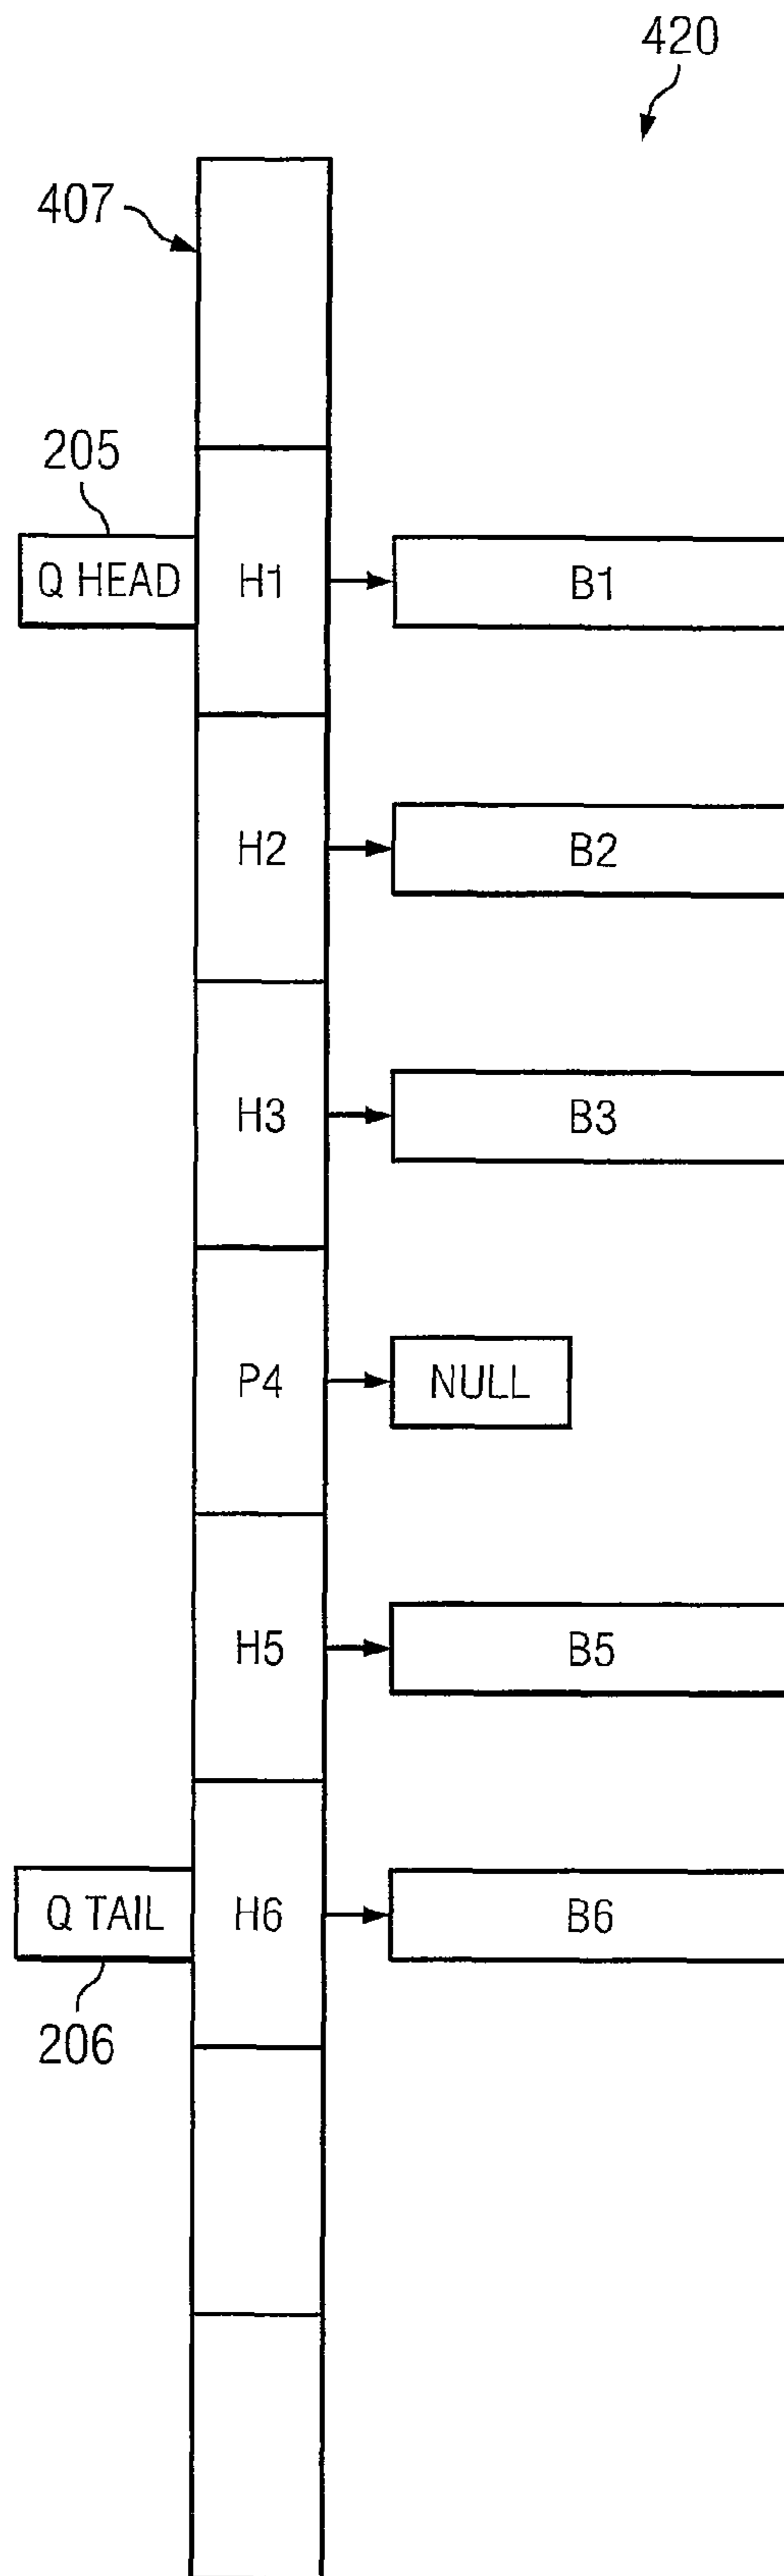 420
407
205
Q HEAD H1 B1
H2 B2
H3 B3
P4 NULL
H5 B5
Q TAIL H6 B6
206